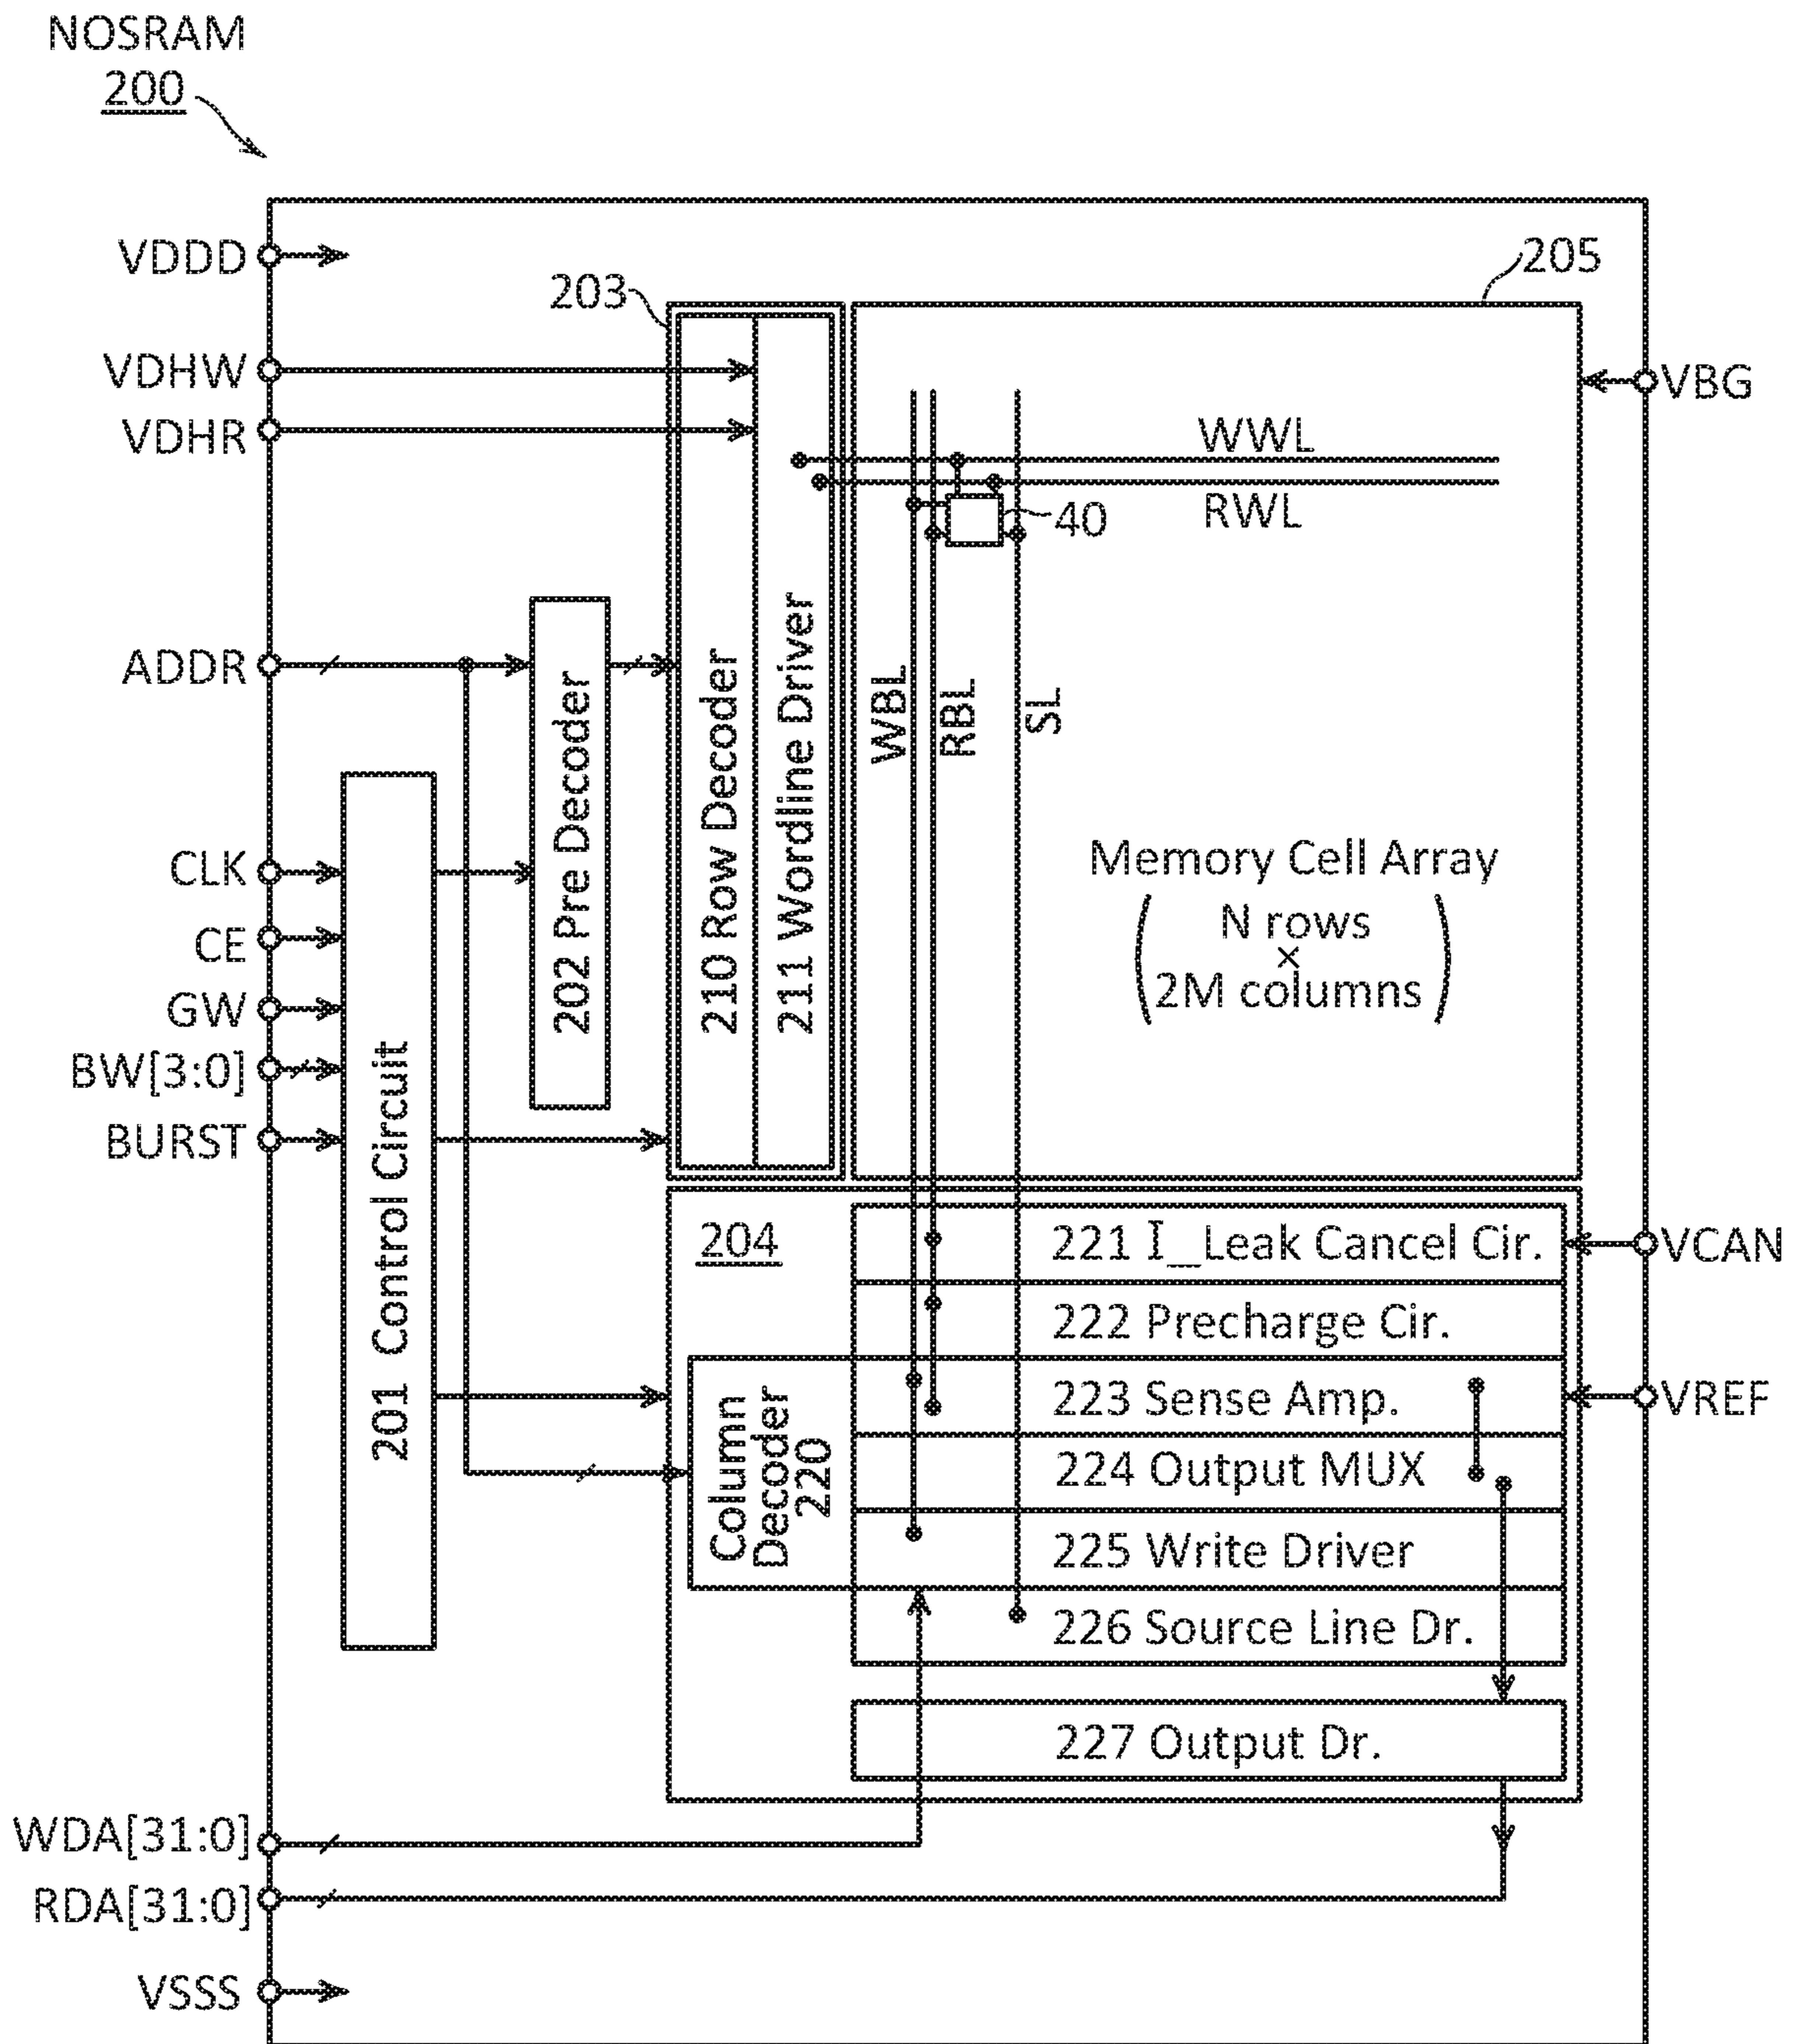 NOSRAM
200
VDDD
203
205
VDHW
VBG
VDHR
WWL
RWL
40
ADDR
WBL
RBL
SL
202 Pre Decoder
210 Row Decoder
211 Wordline Driver
Memory Cell Array
N rows
×
2M columns
CLK
CE
GW
BW[3:0]
BURST
201 Control Circuit
204
221 I_Leak Cancel Cir.
VCAN
222 Precharge Cir.
Column
Decoder
220
223 Sense Amp.
VREF
224 Output MUX
225 Write Driver
226 Source Line Dr.
227 Output Dr.
WDA[31:0]
RDA[31:0]
VSSS